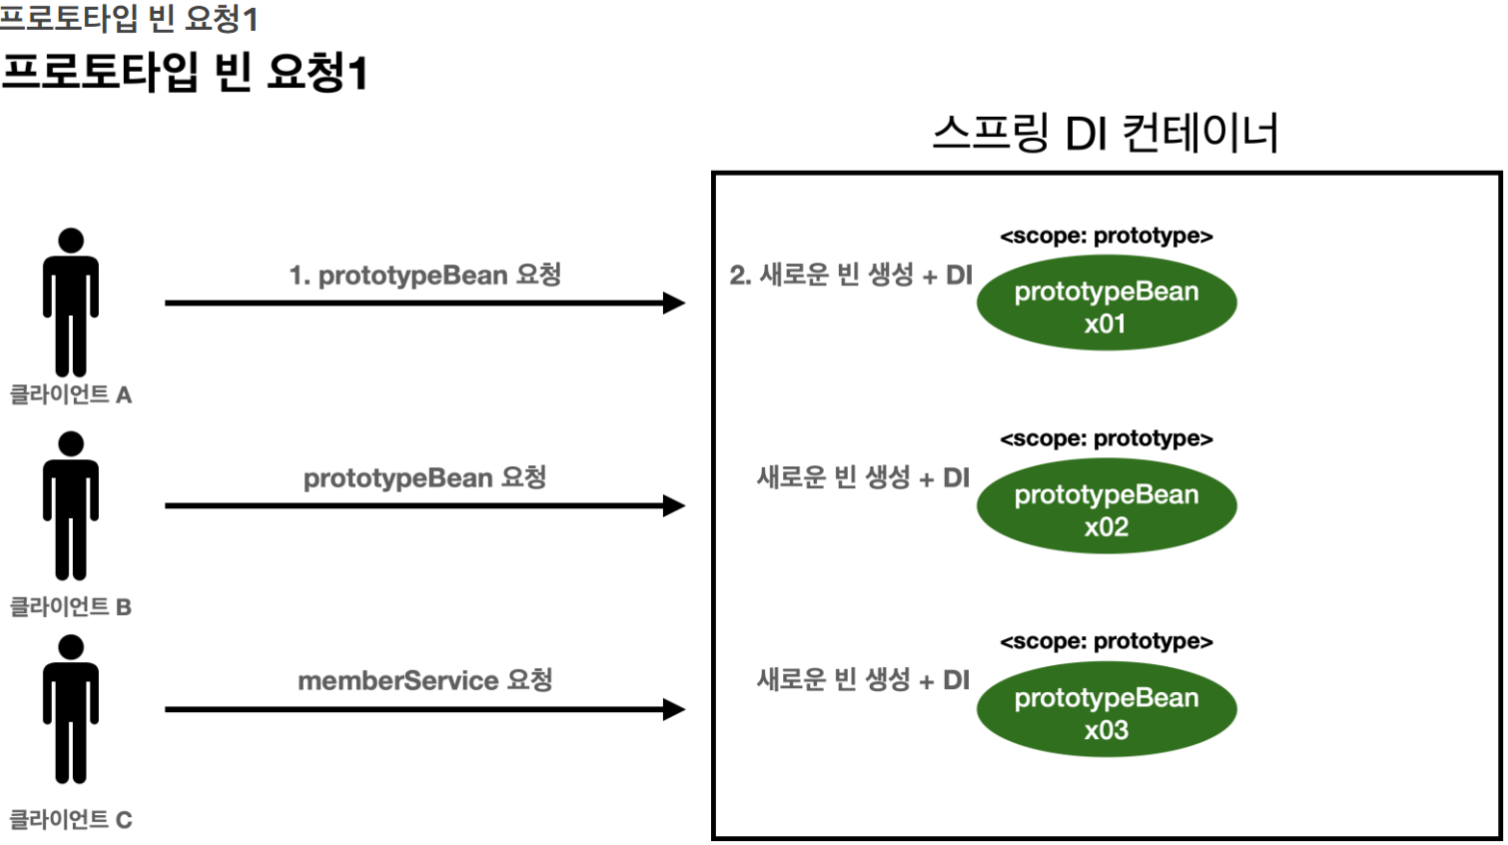 프로토타입 빈 요청1
프로토타입 빈 요청1
스프링 DI 컨테이너
<scope: prototype>
1. prototypeBean 요청
2. 새로운 빈 생성 + DI
prototypeBean
x01
클라이언트 A
<scope: prototype>
prototypeBean 요청
새로운 빈 생성 + DI
prototypeBean
x02
클라이언트 B
<scope: prototype>
memberService 요청
새로운 빈 생성 + DI
prototypeBean
x03
클라이언트 C